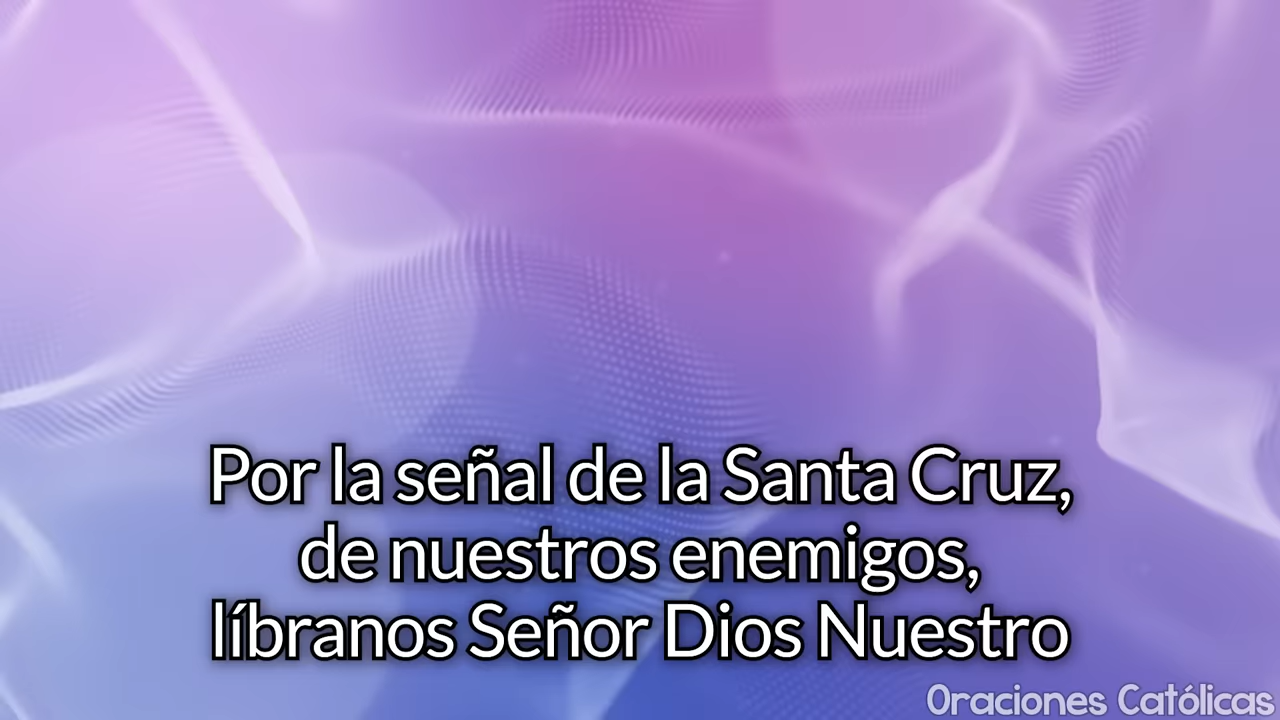 Por la señal de la Santa Cruz,
de nuestros enemigos,
líbranos Señor Dios Nuestro
Oraciones Católicas